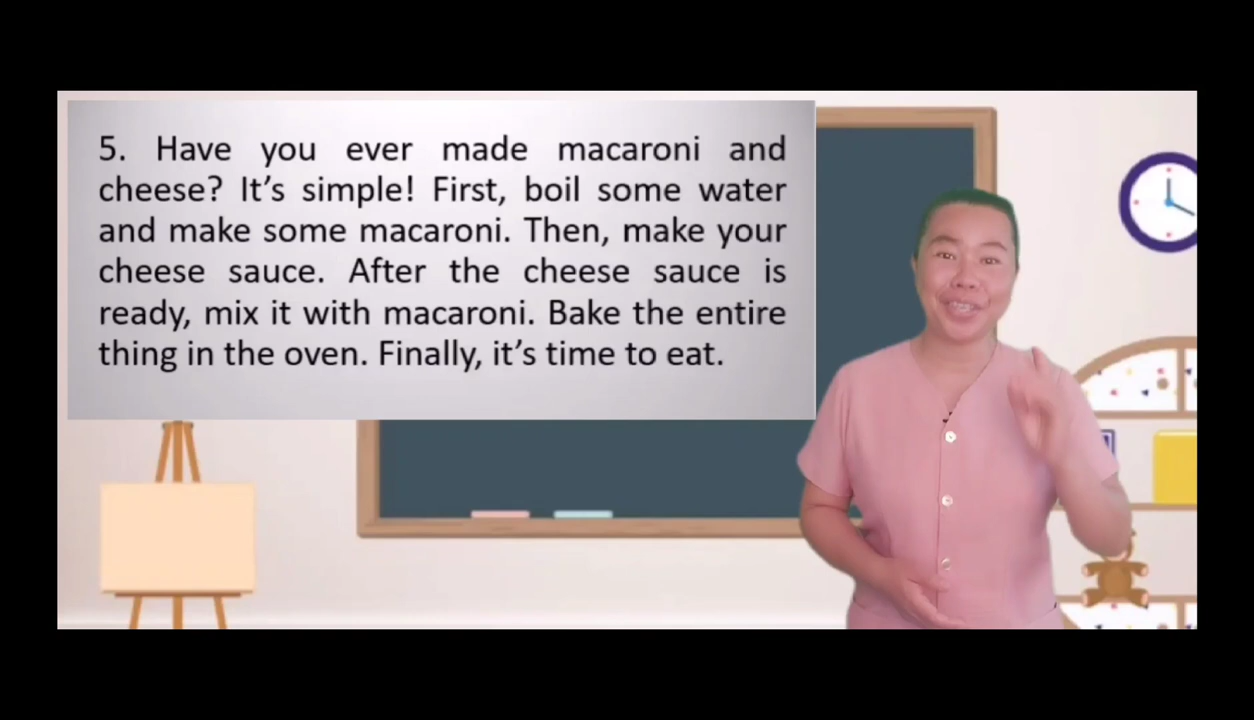 5. Have you ever made macaroni and
cheese? It’s simple! First, boil some water
and make some macaroni. Then, make your
cheese sauce. After the cheese sauce is
ready, mix it with macaroni. Bake the entire
thing in the oven. Finally, it’s time to eat.